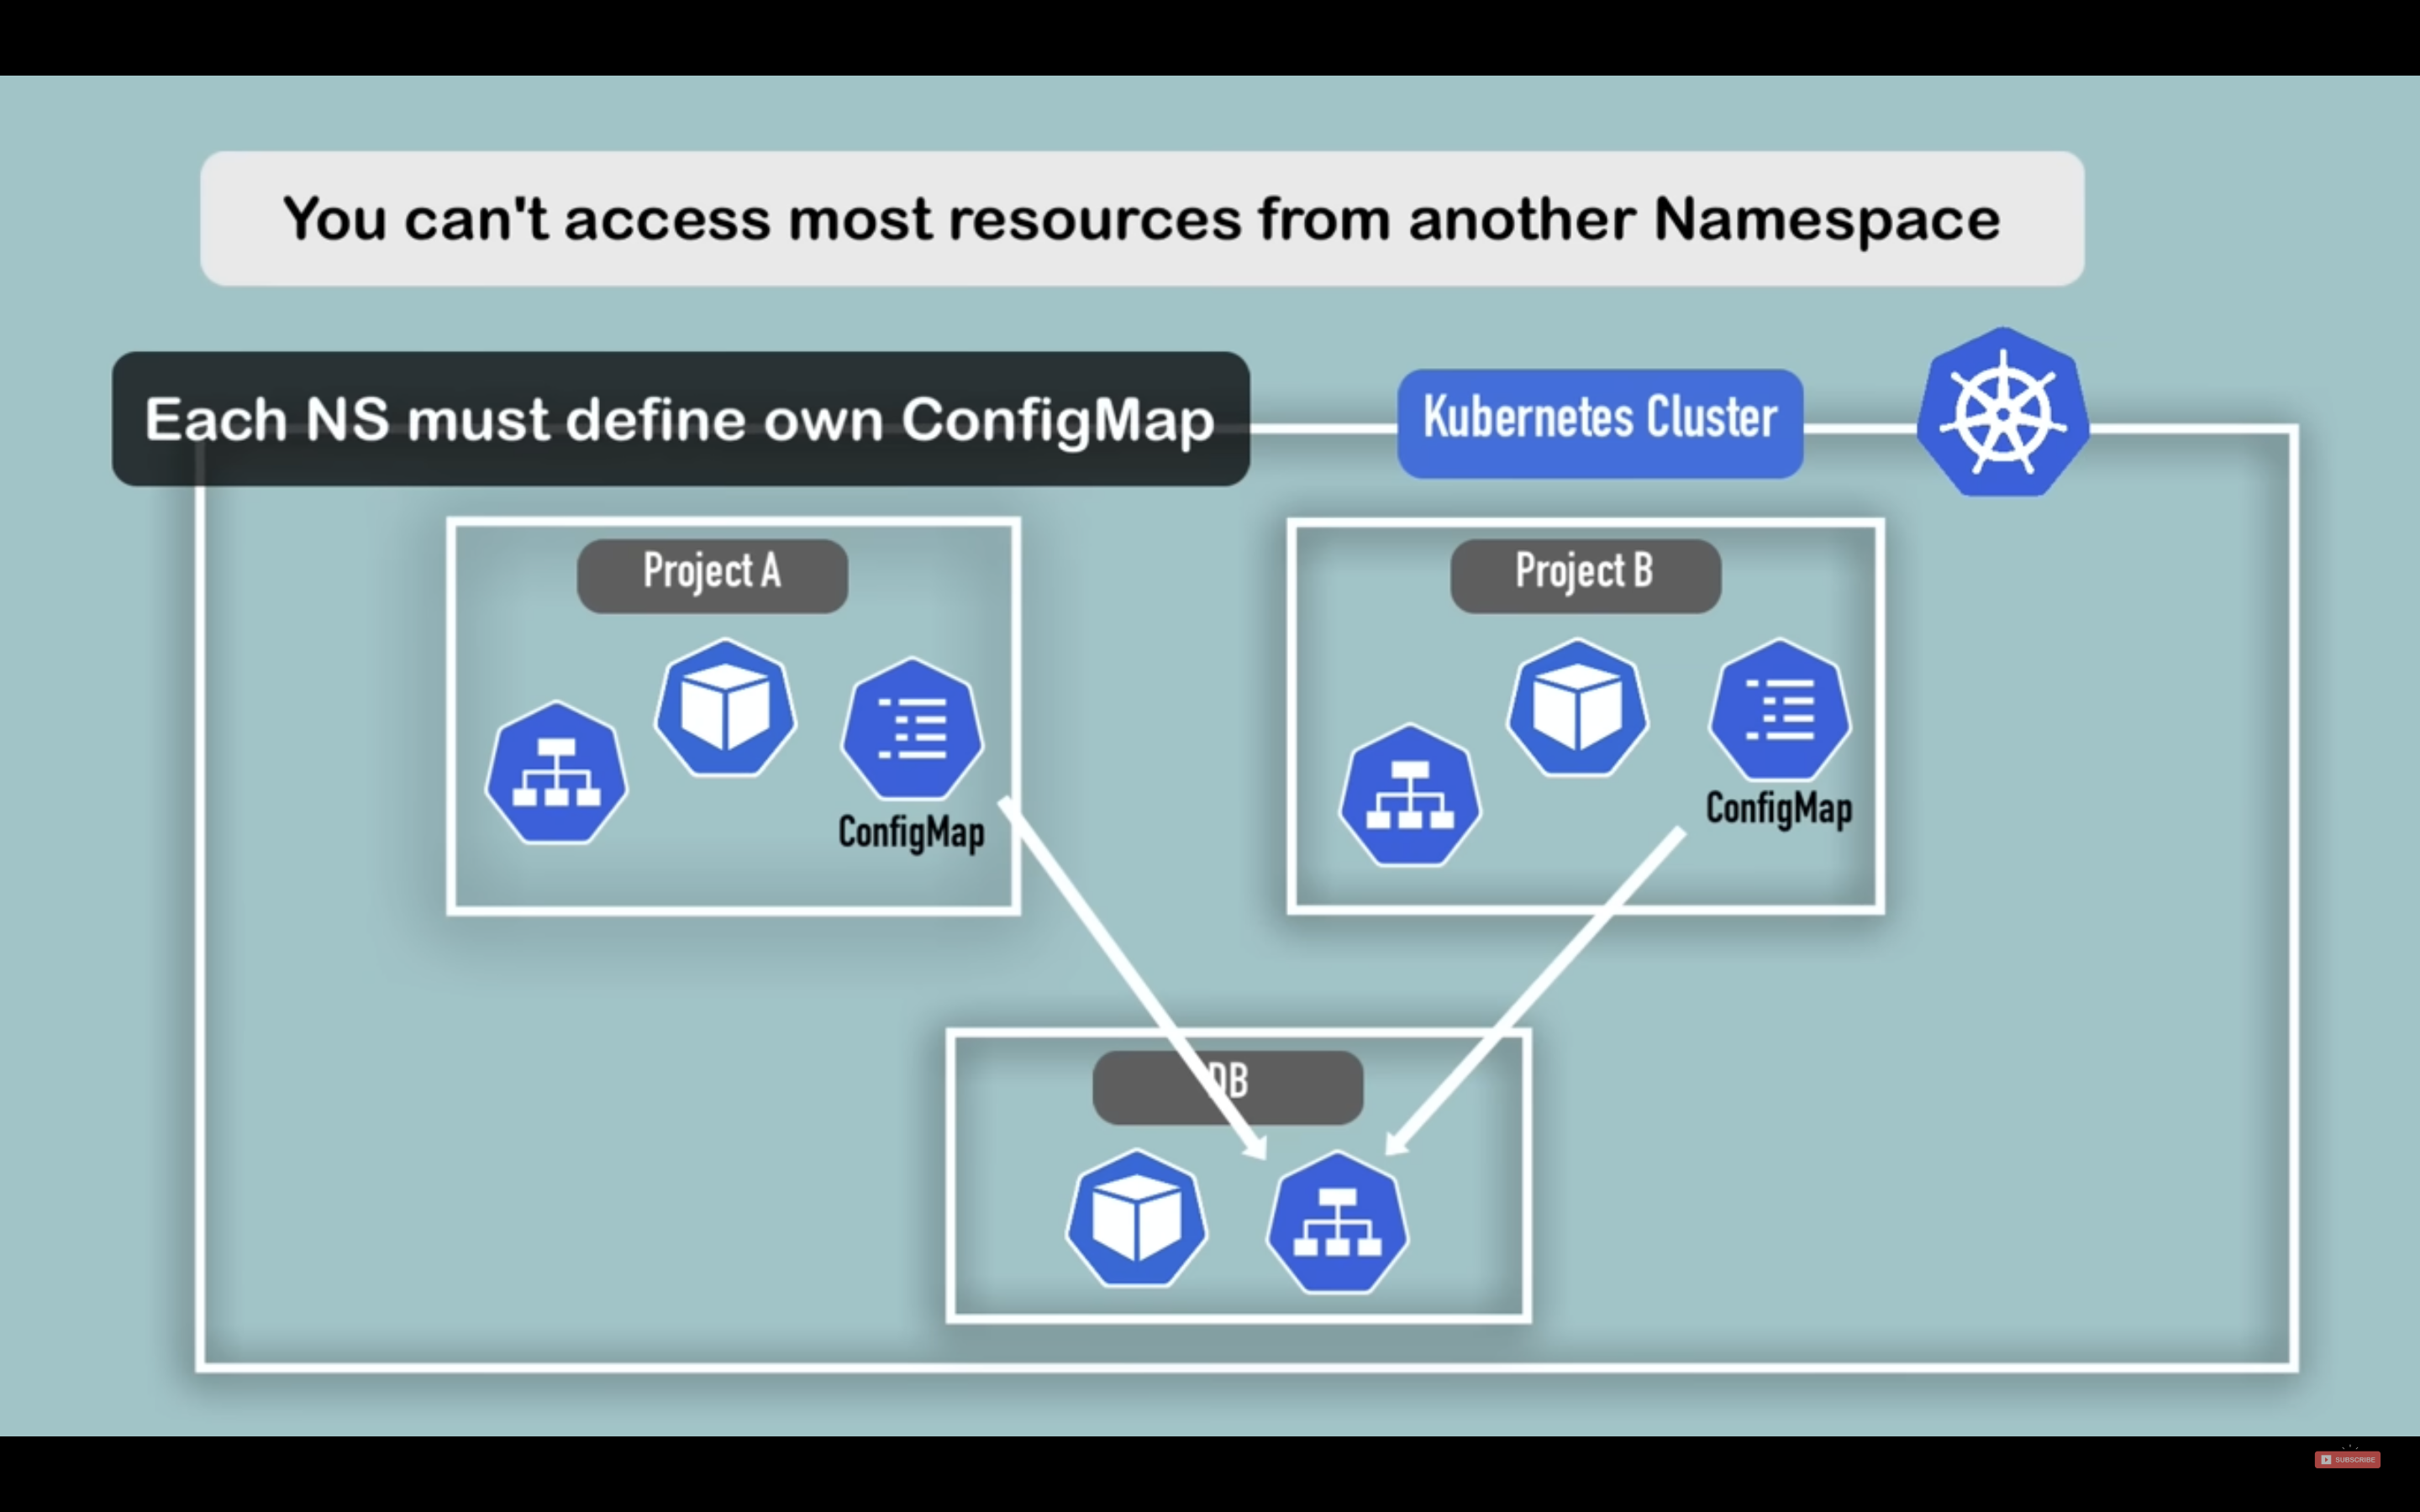 You can't access most resources from another Namespace
Each NS must define own ConfigMap
Kubernetes Cluster
Project A
Project B
ConfigMap
ConfigMap
DB
SUBSCRIBE